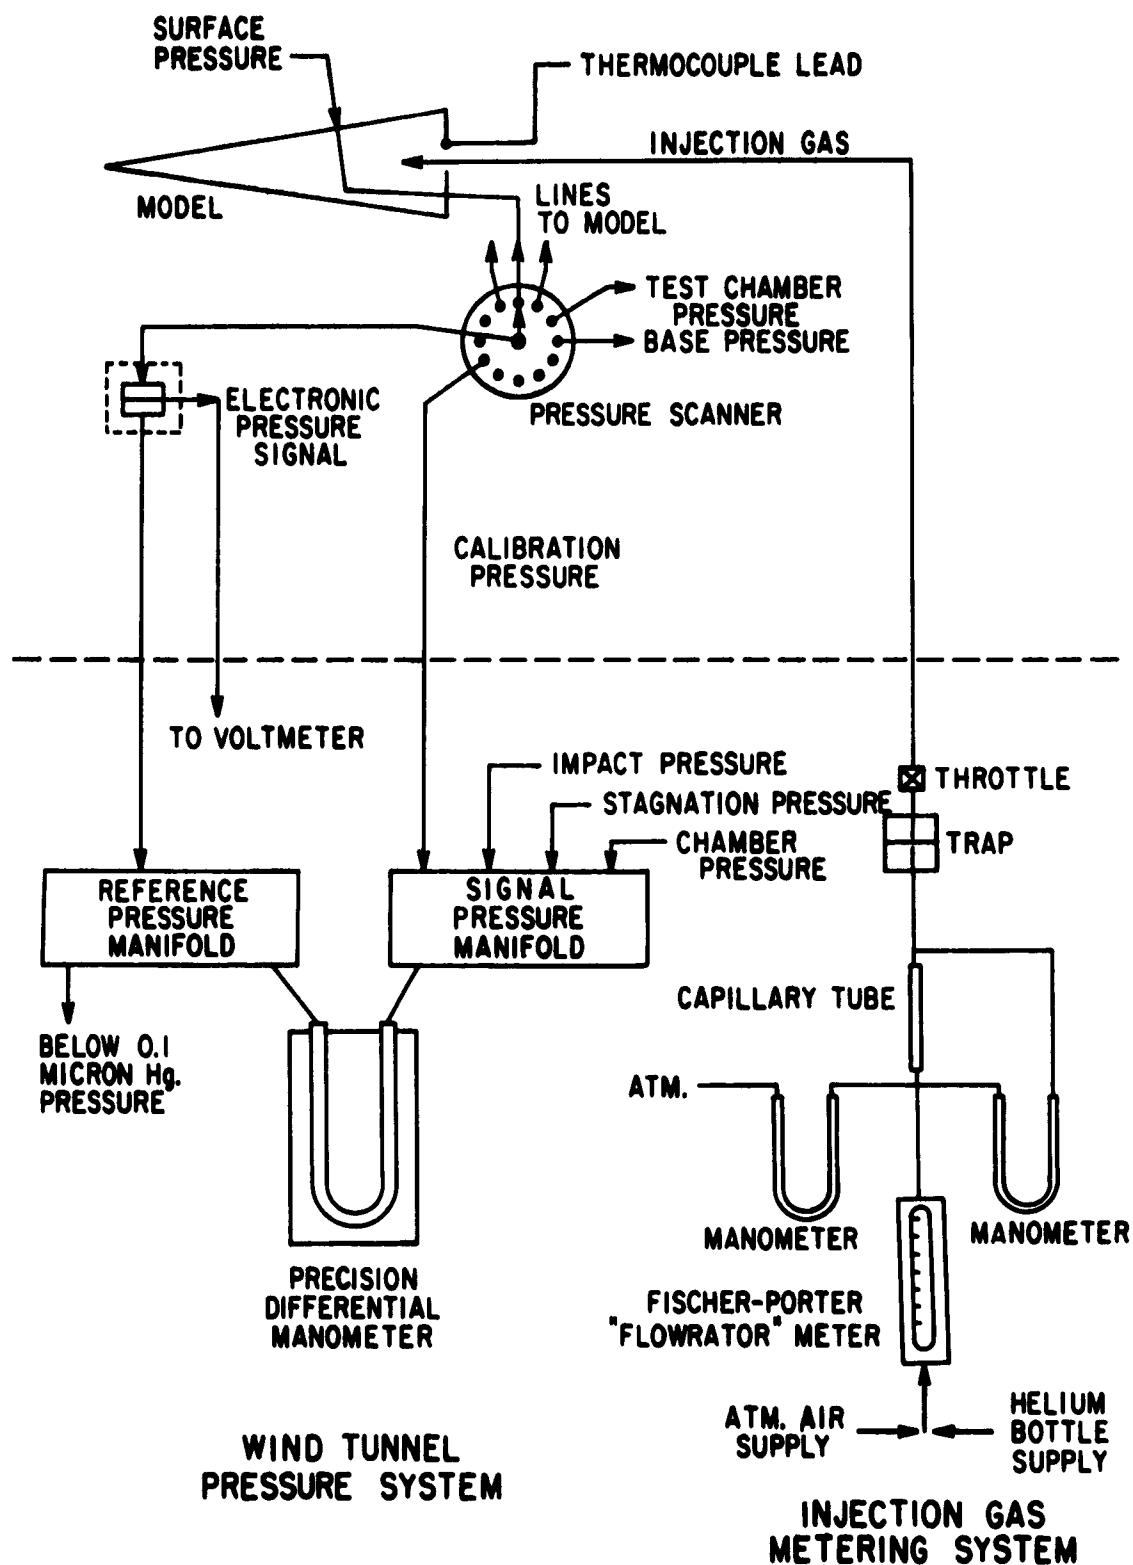 SURFACE
PRESSURE
THERMOCOUPLE LEAD
INJECTION GAS
MODEL
LINES
TO MODEL
TEST CHAMBER
PRESSURE
BASE PRESSURE
PRESSURE SCANNER
ELECTRONIC
PRESSURE
SIGNAL
CALIBRATION
PRESSURE
TO VOLTMETER
IMPACT PRESSURE
STAGNATION PRESSURE
CHAMBER
PRESSURE
THROTTLE
TRAP
REFERENCE
PRESSURE
MANIFOLD
SIGNAL
PRESSURE
MANIFOLD
CAPILLARY TUBE
BELOW 0.1
MICRON Hg.
PRESSURE
ATM.
MANOMETER
MANOMETER
PRECISION
DIFFERENTIAL
MANOMETER
FISCHER-PORTER
"FLOWRATOR" METER
ATM. AIR
SUPPLY
HELIUM
BOTTLE
SUPPLY
WIND TUNNEL
PRESSURE SYSTEM
INJECTION GAS
METERING SYSTEM